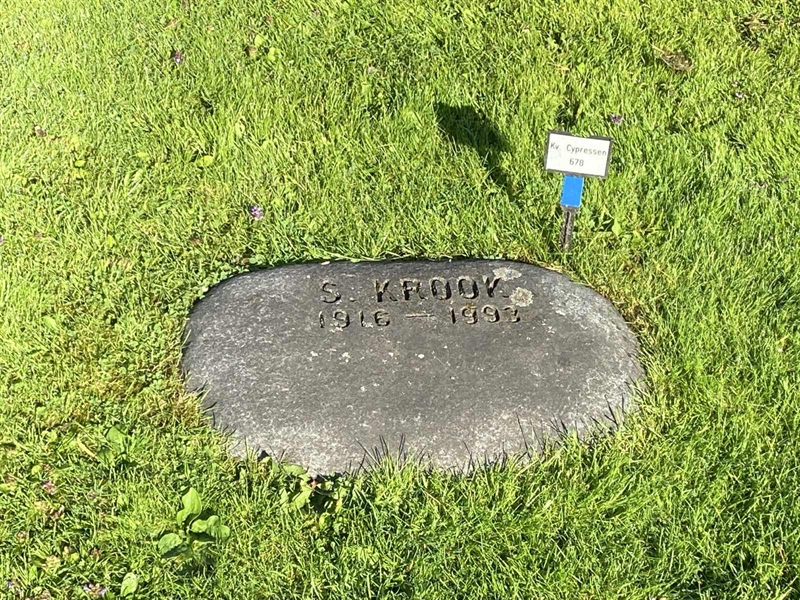 Kv. Cypressen
678
S. KROOK
1916 — 1993